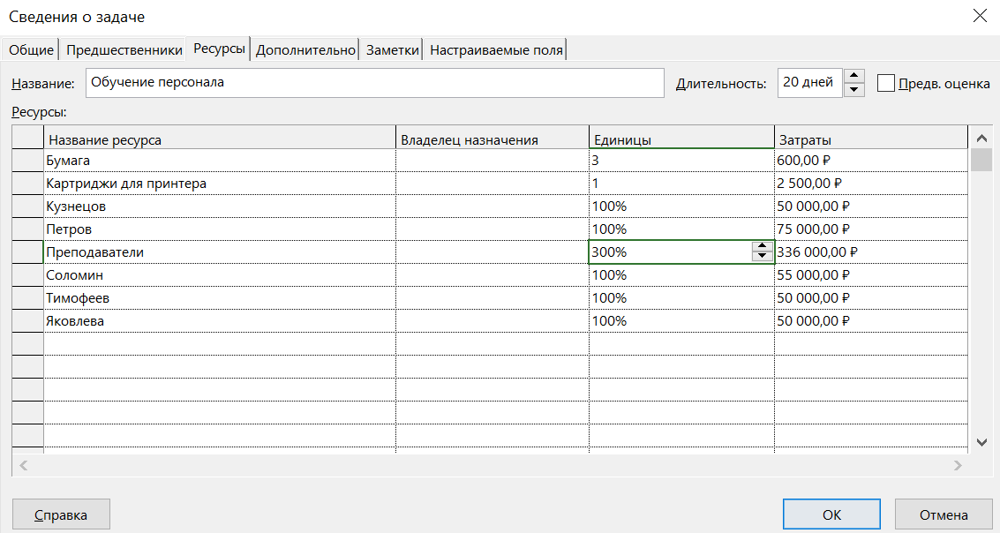 Сведения о задаче
Общие Предшественники Ресурсы Дополнительно Заметки Настраиваемые поля
Название: Обучение персонала Длительность: 20 дней Предв. оценка
Ресурсы:
Название ресурса Владелец назначения Единицы Затраты
Бумага 3 600,00 ₽
Картриджи для принтера 1 2 500,00 ₽
Кузнецов 100% 50 000,00 ₽
Петров 100% 75 000,00 ₽
Преподаватели 300% 336 000,00 ₽
Соломин 100% 55 000,00 ₽
Тимофеев 100% 50 000,00 ₽
Яковлева 100% 50 000,00 ₽
Справка ОК Отмена